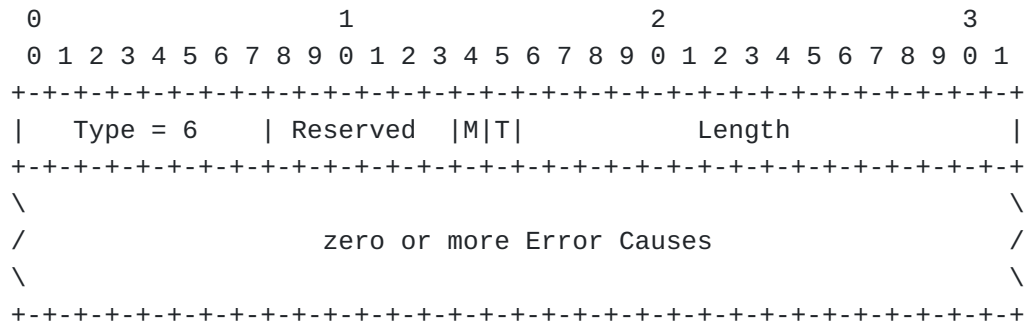 0                   1                   2                   3
 0 1 2 3 4 5 6 7 8 9 0 1 2 3 4 5 6 7 8 9 0 1 2 3 4 5 6 7 8 9 0 1
+-+-+-+-+-+-+-+-+-+-+-+-+-+-+-+-+-+-+-+-+-+-+-+-+-+-+-+-+-+-+-+-+
|   Type = 6    | Reserved  |M|T|           Length              |
+-+-+-+-+-+-+-+-+-+-+-+-+-+-+-+-+-+-+-+-+-+-+-+-+-+-+-+-+-+-+-+-+
\                                                               \
/                   zero or more Error Causes                   /
\                                                               \
+-+-+-+-+-+-+-+-+-+-+-+-+-+-+-+-+-+-+-+-+-+-+-+-+-+-+-+-+-+-+-+-+